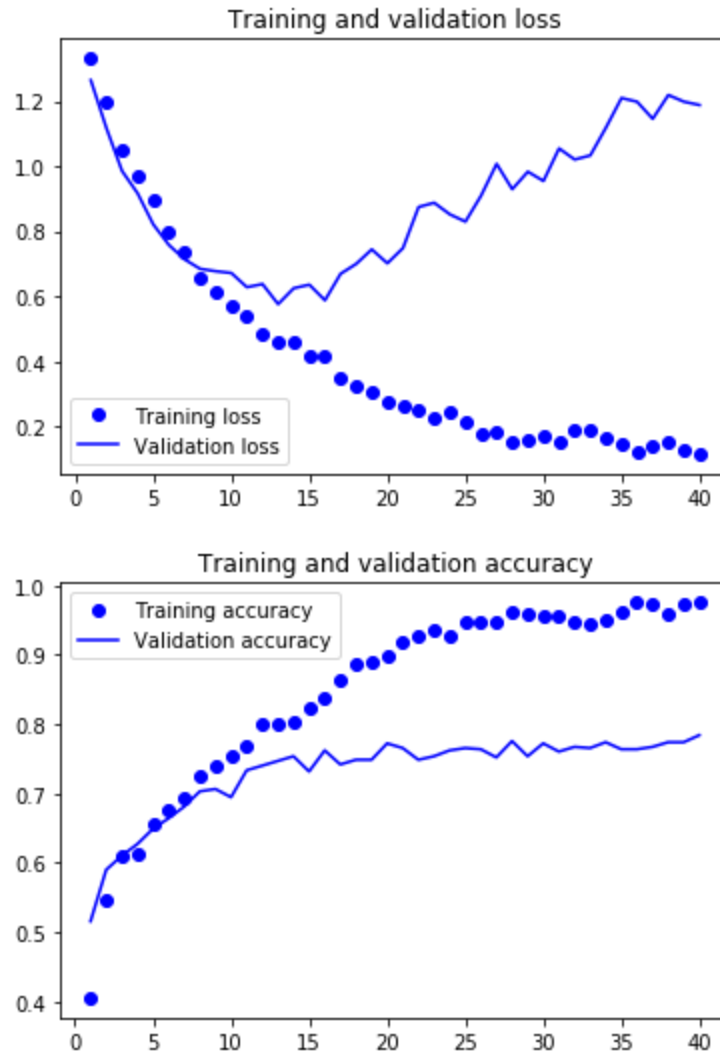 Training and validation loss
1.2
1.0
0.8
0.6
0.4
0.2
Training loss
Validation loss
0 5 10 15 20 25 30 35 40
Training and validation accuracy
1.0
0.9
0.8
0.7
0.6
0.5
0.4
Training accuracy
Validation accuracy
0 5 10 15 20 25 30 35 40